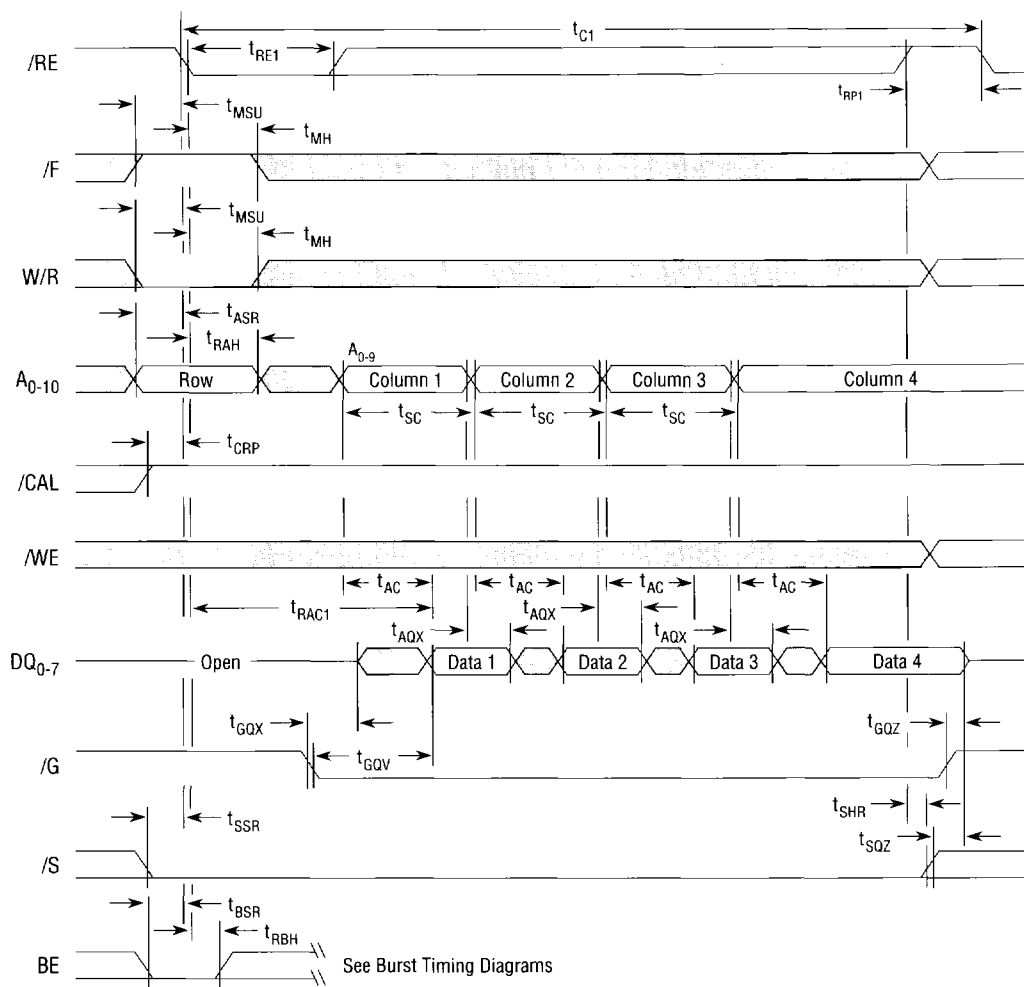 t_C1
t_RE1
/RE
t_RP1
t_MSU
t_MH
/F
t_MSU
t_MH
W/R
t_ASR
t_RAH
A_0-9
A_0-10 Row Column 1 Column 2 Column 3 Column 4
t_SC t_SC t_SC
t_CRP
/CAL
/WE
t_AC t_AC t_AC t_AC
t_RAC1 t_AQX
t_AQX t_AQX
DQ_0-7 Open Data 1 Data 2 Data 3 Data 4
t_GQX t_GQZ
t_GQV
/G
t_SHR
t_SSR
t_SQZ
/S
t_BSR
t_RBH
BE See Burst Timing Diagrams